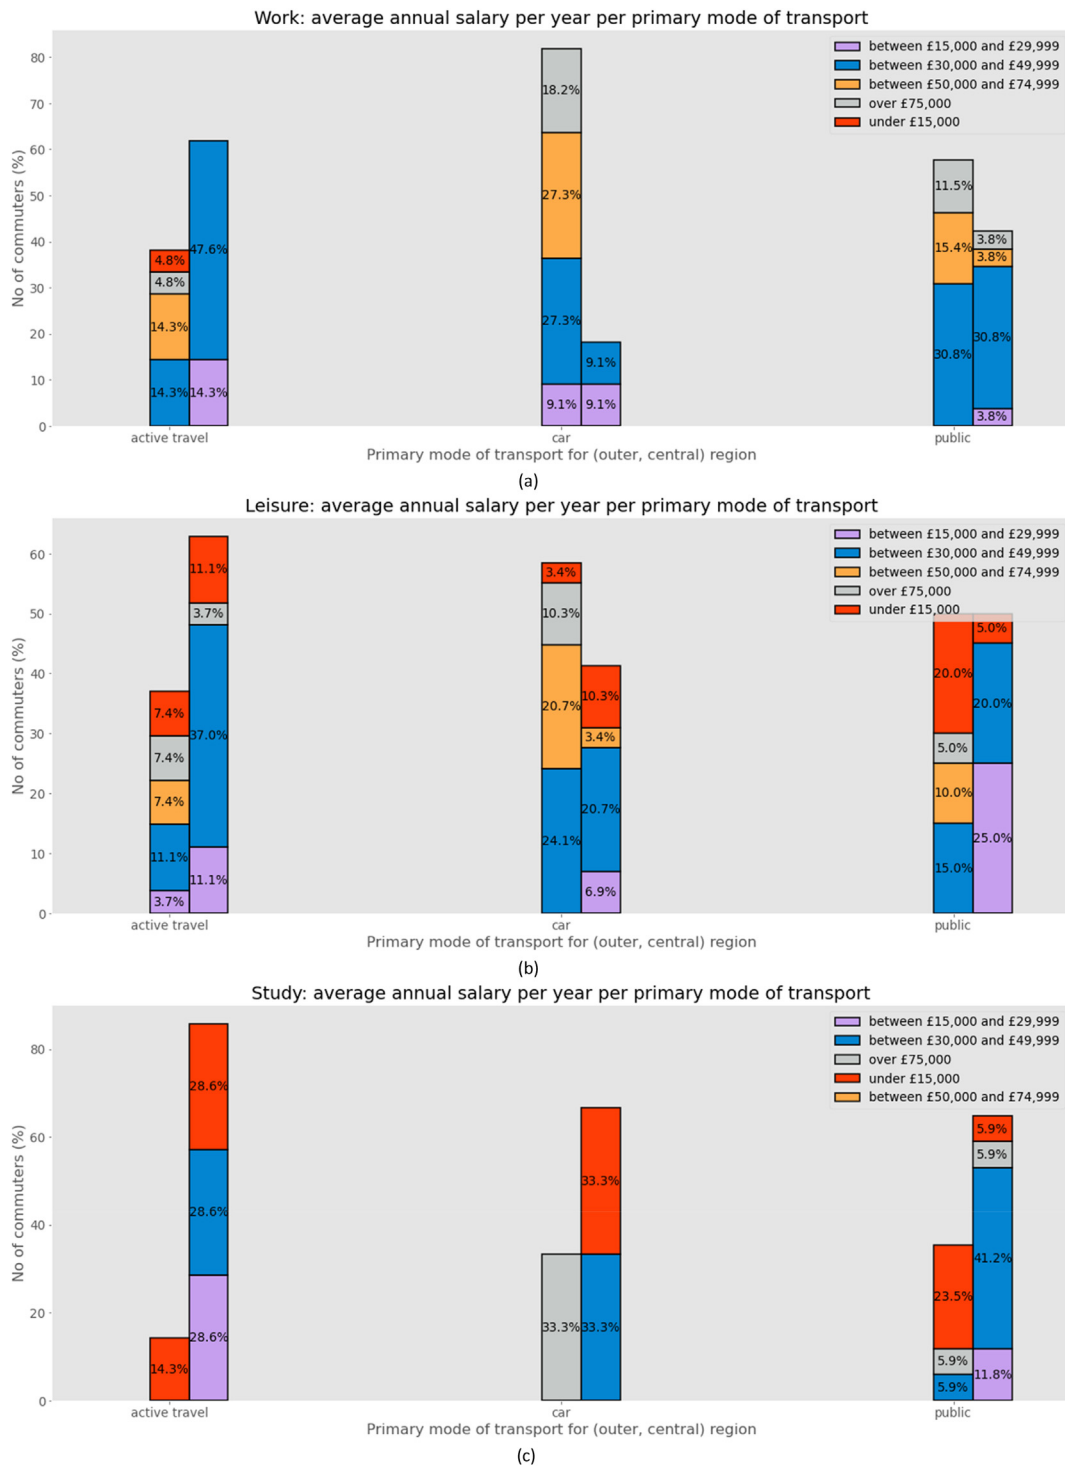 Work: average annual salary per year per primary mode of transport
between £15,000 and £29,999
between £30,000 and £49,999
between £50,000 and £74,999
over £75,000
under £15,000
No of commuters (%)
80
70
60
50
40
30
20
10
0
4.8%
4.8%
14.3%
14.3%
47.6%
14.3%
18.2%
27.3%
27.3%
9.1%
9.1%
9.1%
11.5%
15.4%
30.8%
3.8%
3.8%
30.8%
3.8%
active travel
car
public
Primary mode of transport for (outer, central) region
(a)
Leisure: average annual salary per year per primary mode of transport
between £15,000 and £29,999
between £30,000 and £49,999
between £50,000 and £74,999
over £75,000
under £15,000
No of commuters (%)
60
50
40
30
20
10
0
7.4%
7.4%
7.4%
11.1%
3.7%
11.1%
3.7%
37.0%
11.1%
3.4%
10.3%
20.7%
24.1%
10.3%
3.4%
20.7%
6.9%
20.0%
5.0%
10.0%
15.0%
5.0%
20.0%
25.0%
active travel
car
public
Primary mode of transport for (outer, central) region
(b)
Study: average annual salary per year per primary mode of transport
between £15,000 and £29,999
between £30,000 and £49,999
over £75,000
under £15,000
between £50,000 and £74,999
No of commuters (%)
80
60
40
20
0
14.3%
28.6%
28.6%
28.6%
33.3%
33.3%
33.3%
23.5%
5.9%
5.9%
5.9%
5.9%
41.2%
11.8%
active travel
car
public
Primary mode of transport for (outer, central) region
(c)